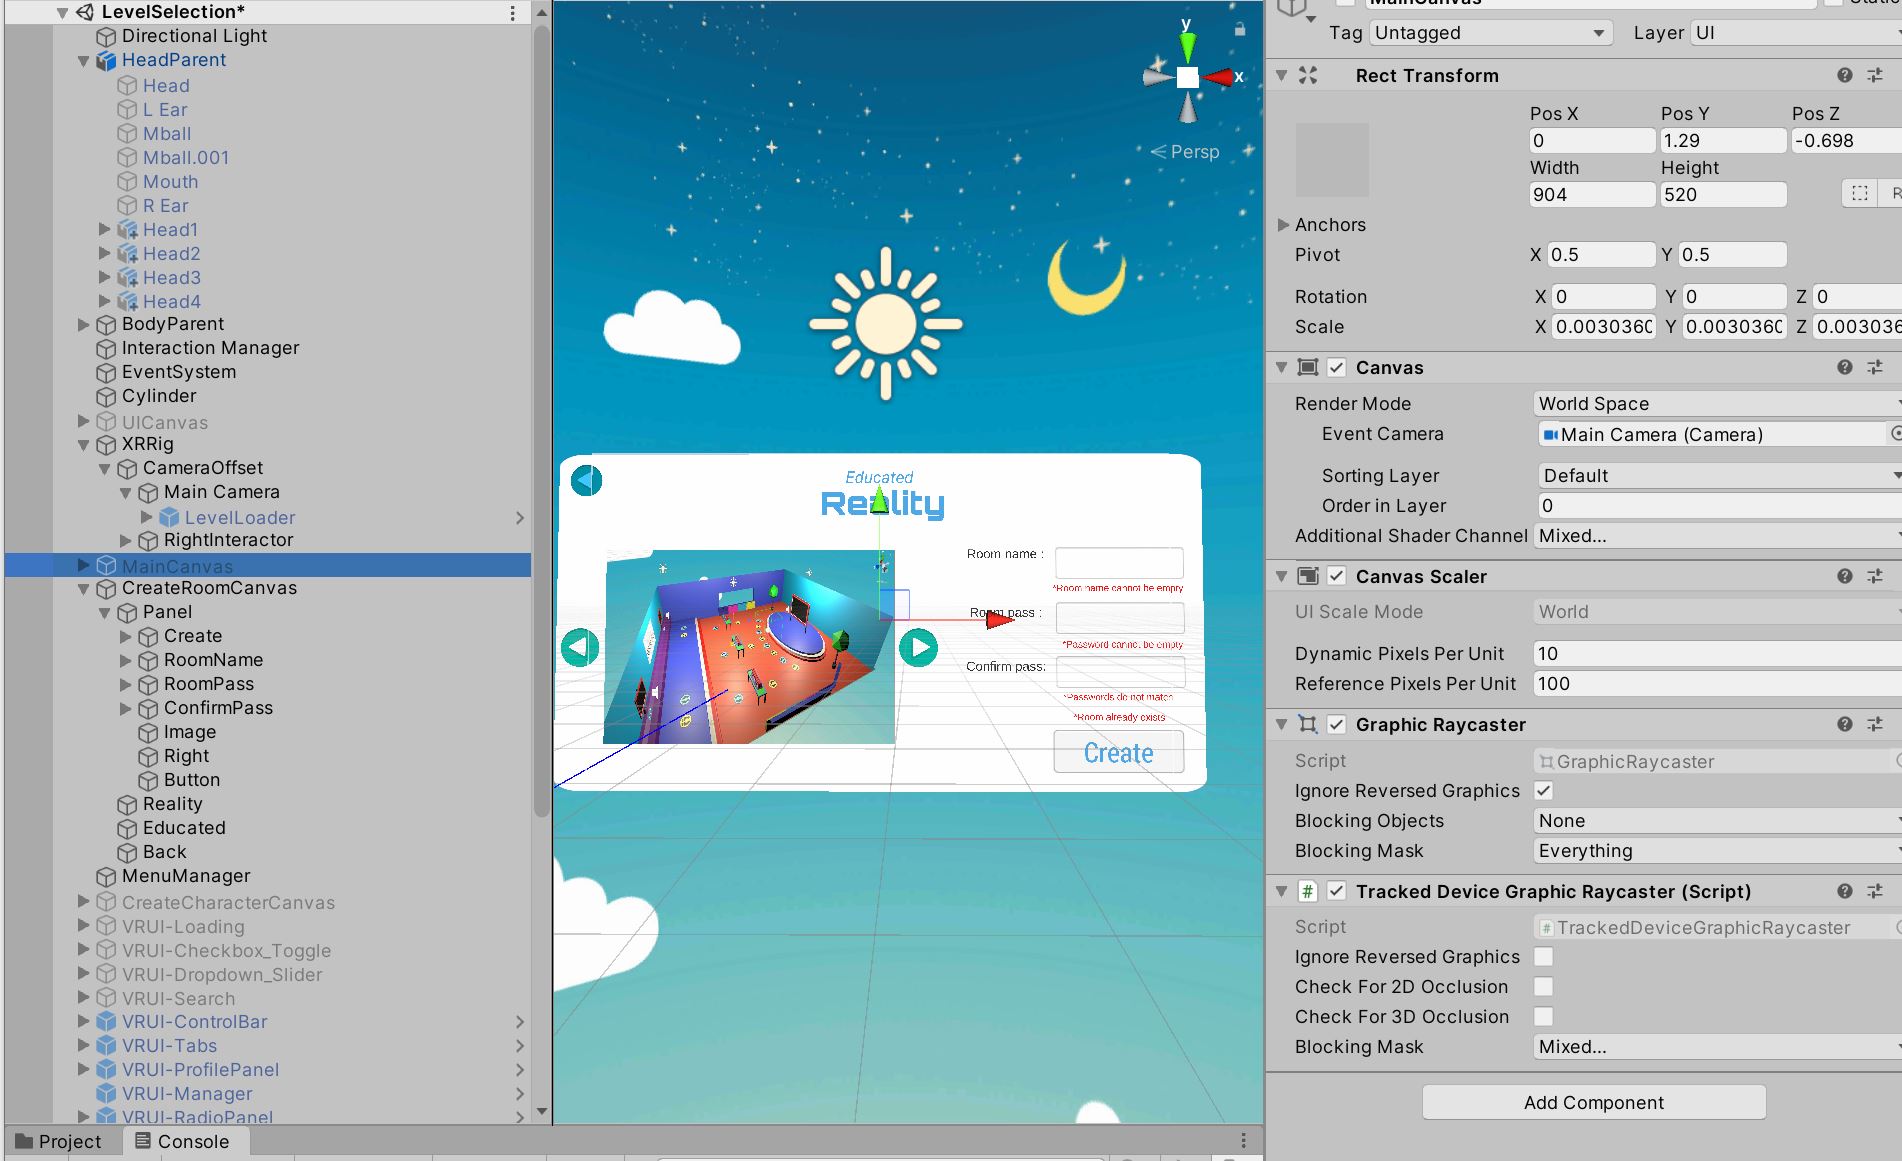 LevelSelection*
Directional Light
HeadParent
Head
L Ear
Mball
Mball.001
Mouth
R Ear
Head1
Head2
Head3
Head4
BodyParent
Interaction Manager
EventSystem
Cylinder
UICanvas
XRRig
CameraOffset
Main Camera
LevelLoader
RightInteractor
MainCanvas
CreateRoomCanvas
Panel
Create
RoomName
RoomPass
ConfirmPass
Image
Right
Button
Reality
Educated
Back
MenuManager
CreateCharacterCanvas
VRUI-Loading
VRUI-Checkbox_Toggle
VRUI-Dropdown_Slider
VRUI-Search
VRUI-ControlBar
VRUI-Tabs
VRUI-ProfilePanel
VRUI-Manager
VRUI-RadioPanel
Project Console
y
x
Persp
Educated
Reality
Room name :
*Room name cannot be empty
Room pass :
*Password cannot be empty
Confirm pass:
*Passwords do not match
*Room already exists
Create
Tag Untagged Layer UI
Rect Transform
Pos X Pos Y Pos Z
0 1.29 -0.698
Width Height
904 520
Anchors
Pivot X 0.5 Y 0.5
Rotation X 0 Y 0 Z 0
Scale X 0.0030360 Y 0.0030360 Z 0.003036
Canvas
Render Mode World Space
Event Camera Main Camera (Camera)
Sorting Layer Default
Order in Layer 0
Additional Shader Channel Mixed...
Canvas Scaler
UI Scale Mode World
Dynamic Pixels Per Unit 10
Reference Pixels Per Unit 100
Graphic Raycaster
Script GraphicRaycaster
Ignore Reversed Graphics
Blocking Objects None
Blocking Mask Everything
# Tracked Device Graphic Raycaster (Script)
Script # TrackedDeviceGraphicRaycaster
Ignore Reversed Graphics
Check For 2D Occlusion
Check For 3D Occlusion
Blocking Mask Mixed...
Add Component